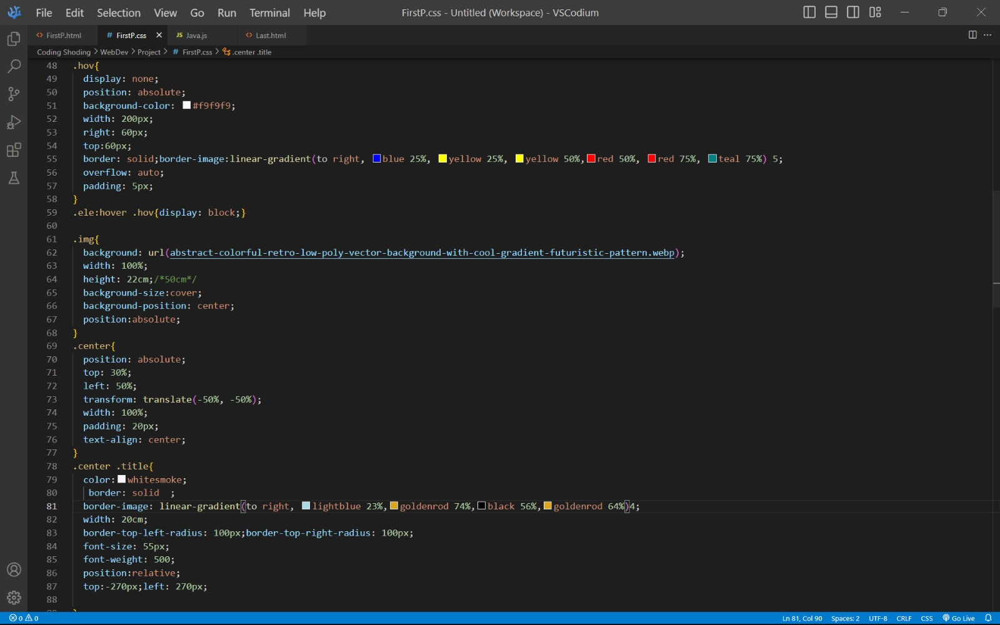 File Edit Selection View Go Run Terminal Help FirstP.css - Untitled (Workspace) - VSCodium
<> FirstP.html # FirstP.css × JS Java.js <> Last.html ···
Coding Shoding > WebDev > Project > # FirstP.css > .center .title
48 .hov{
49 display: none;
50 position: absolute;
51 background-color: #f9f9f9;
52 width: 200px;
53 right: 60px;
54 top:60px;
55 border: solid;border-image:linear-gradient(to right, blue 25%, yellow 25%, yellow 50%,red 50%, red 75%, teal 75%) 5;
56 overflow: auto;
57 padding: 5px;
58 }
59 .ele:hover .hov{display: block;}
60
61 .img{
62 background: url(abstract-colorful-retro-low-poly-vector-background-with-cool-gradient-futuristic-pattern.webp);
63 width: 100%;
64 height: 22cm;/*50cm*/
65 background-size:cover;
66 background-position: center;
67 position:absolute;
68 }
69 .center{
70 position: absolute;
71 top: 30%;
72 left: 50%;
73 transform: translate(-50%, -50%);
74 width: 100%;
75 padding: 20px;
76 text-align: center;
77 }
78 .center .title{
79 color:whitesmoke;
80 border: solid  ;
81 border-image: linear-gradient(to right, lightblue 23%,goldenrod 74%,black 56%,goldenrod 64%)4;
82 width: 20cm;
83 border-top-left-radius: 100px;border-top-right-radius: 100px;
84 font-size: 55px;
85 font-weight: 500;
86 position:relative;
87 top:-270px;left: 270px;
88
0 0 Ln 81, Col 90 Spaces: 2 UTF-8 CRLF CSS Go Live